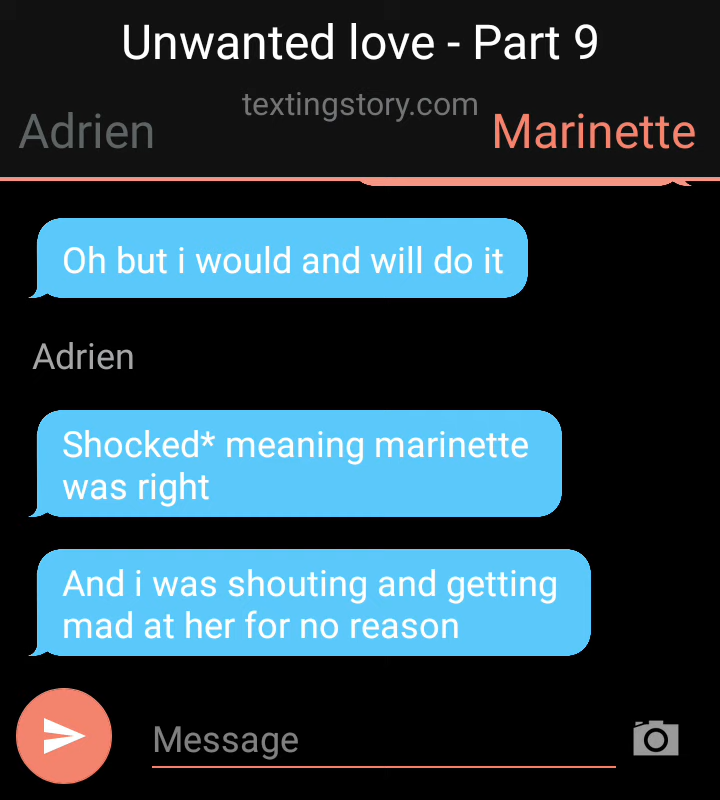 Unwanted love - Part 9
textingstory.com
Adrien
Marinette
Oh but i would and will do it
Adrien
Shocked* meaning marinette
was right
And i was shouting and getting
mad at her for no reason
Message